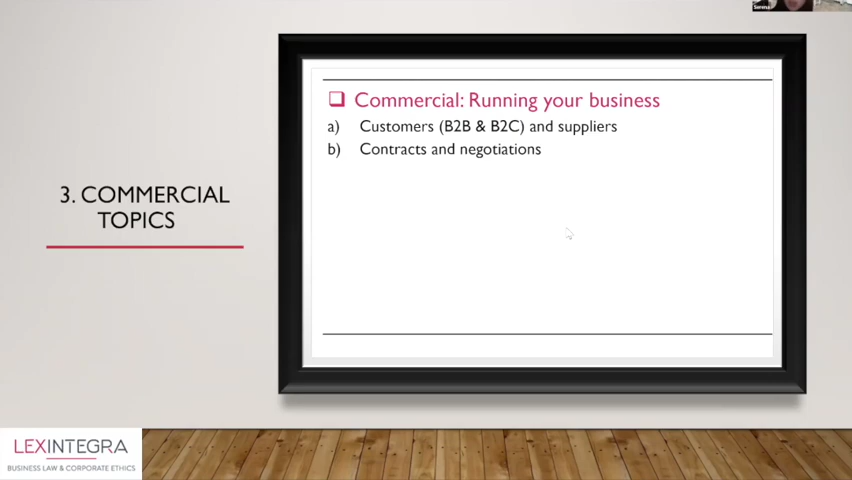 Serena
3. COMMERCIAL
TOPICS
❑ Commercial: Running your business
a) Customers (B2B & B2C) and suppliers
b) Contracts and negotiations
LEXINTEGRA
BUSINESS LAW & CORPORATE ETHICS